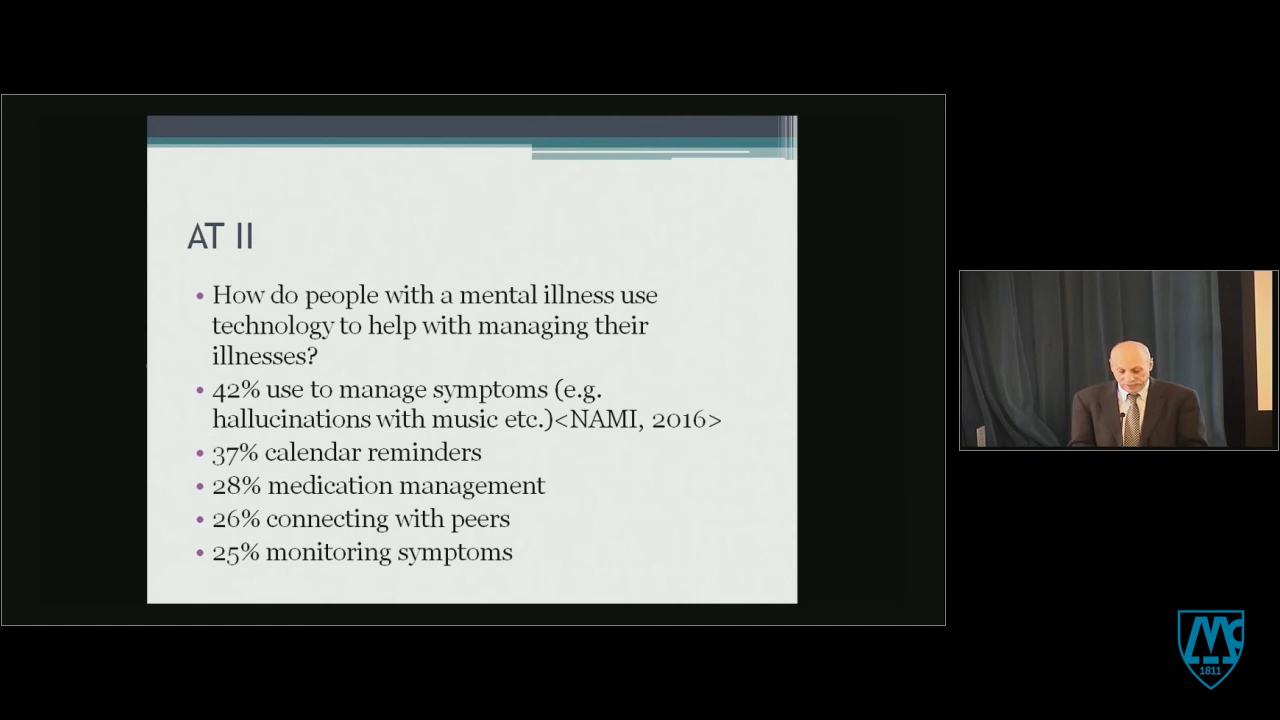 AT II
• How do people with a mental illness use
technology to help with managing their
illnesses?
• 42% use to manage symptoms (e.g.
hallucinations with music etc.)<NAMI, 2016>
• 37% calendar reminders
• 28% medication management
• 26% connecting with peers
• 25% monitoring symptoms
Mc
1811